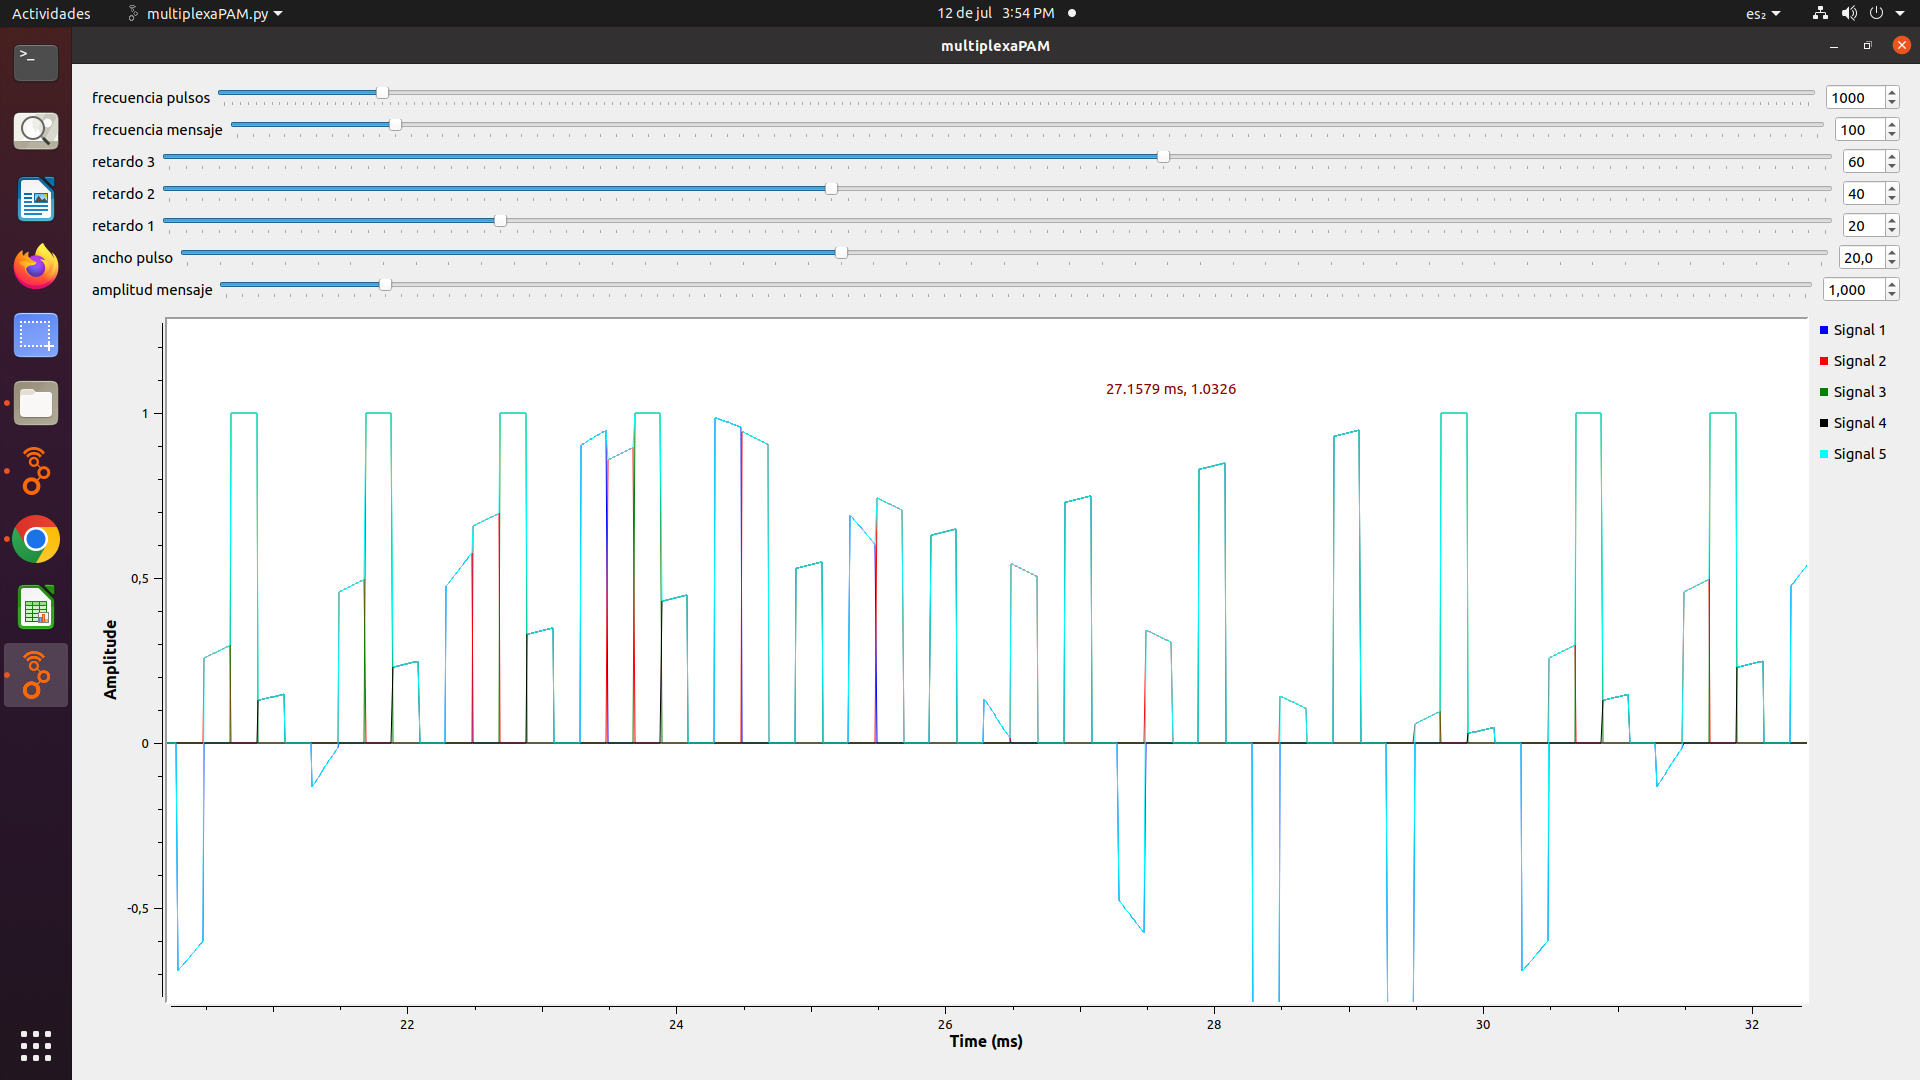 Actividades
multiplexaPAM.py
12 de jul 3:54 PM
es₂
multiplexaPAM
frecuencia pulsos
1000
frecuencia mensaje
100
retardo 3
60
retardo 2
40
retardo 1
20
ancho pulso
20,0
amplitud mensaje
1,000
Signal 1
Signal 2
Signal 3
Signal 4
Signal 5
27.1579 ms, 1.0326
1
0,5
0
-0,5
Amplitude
22
24
26
28
30
32
Time (ms)